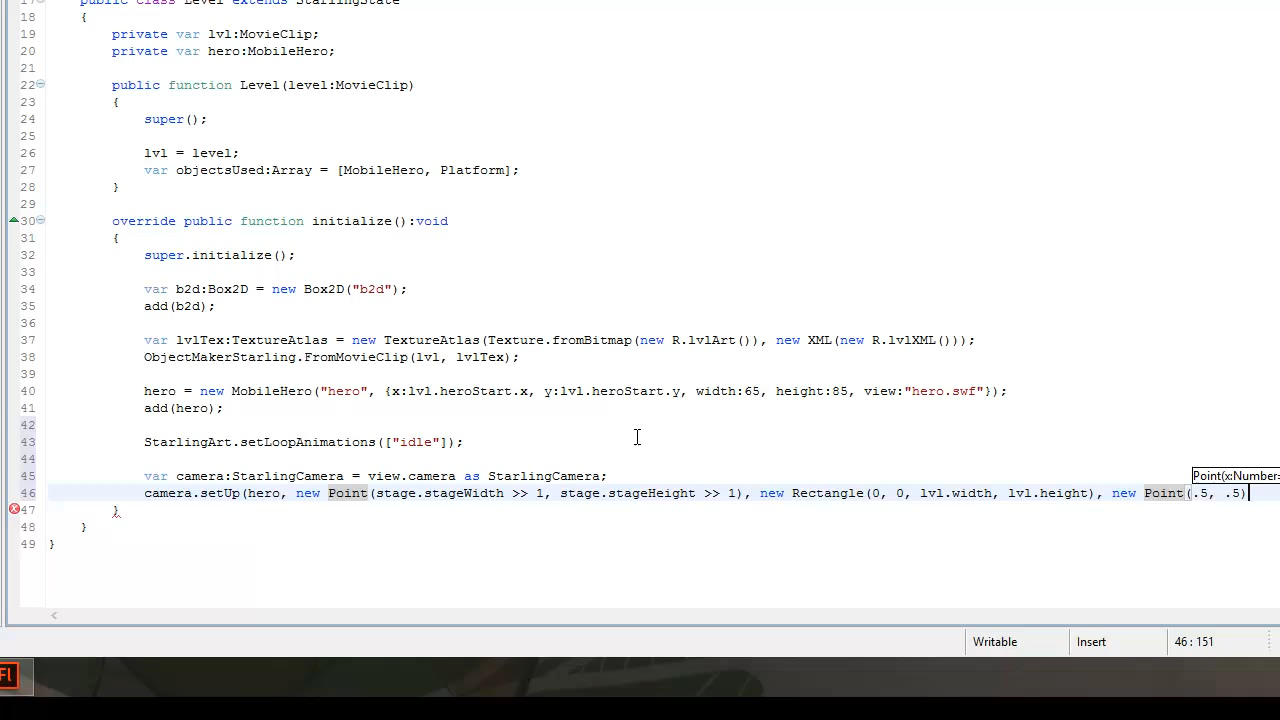 17 public class Level extends StarlingState
18 {
19 private var lvl:MovieClip;
20 private var hero:MobileHero;
21
22 public function Level(level:MovieClip)
23 {
24 super();
25
26 lvl = level;
27 var objectsUsed:Array = [MobileHero, Platform];
28 }
29
30 override public function initialize():void
31 {
32 super.initialize();
33
34 var b2d:Box2D = new Box2D("b2d");
35 add(b2d);
36
37 var lvlTex:TextureAtlas = new TextureAtlas(Texture.fromBitmap(new R.lvlArt()), new XML(new R.lvlXML()));
38 ObjectMakerStarling.FromMovieClip(lvl, lvlTex);
39
40 hero = new MobileHero("hero", {x:lvl.heroStart.x, y:lvl.heroStart.y, width:65, height:85, view:"hero.swf"});
41 add(hero);
42
43 StarlingArt.setLoopAnimations(["idle"]);
44
45 var camera:StarlingCamera = view.camera as StarlingCamera;
Point(x:Number=
46 camera.setUp(hero, new Point(stage.stageWidth >> 1, stage.stageHeight >> 1), new Rectangle(0, 0, lvl.width, lvl.height), new Point(.5, .5)
47 }
48 }
49 }
Writable Insert 46 : 151
Fl